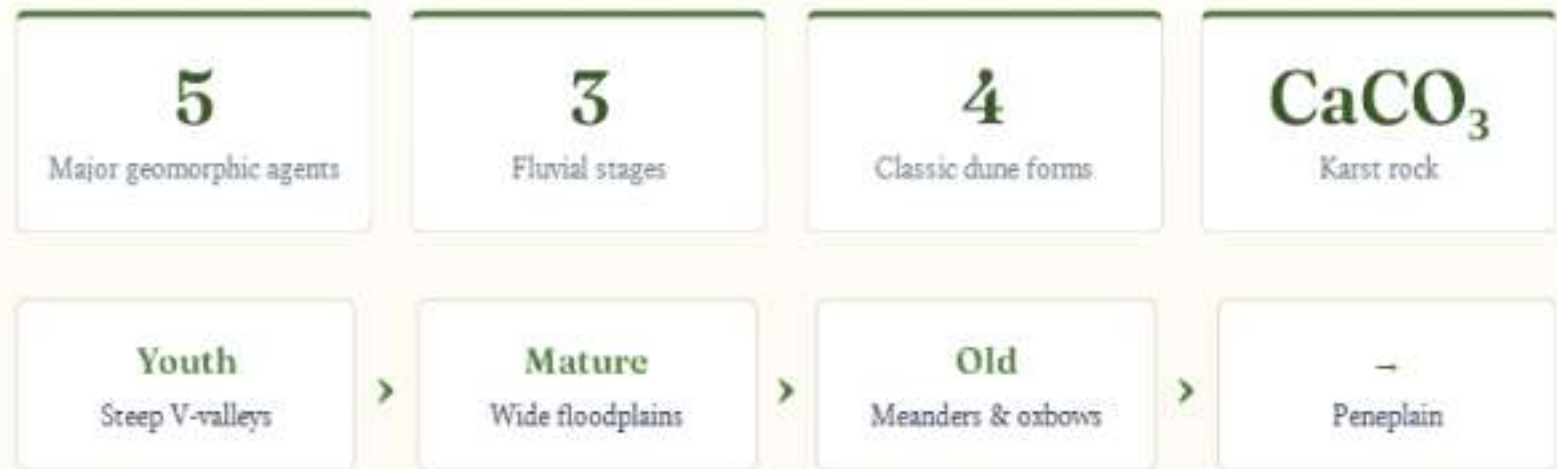 5
Major geomorphic agents
3
Fluvial stages
4
Classic dune forms
CaCO₃
Karst rock
Youth
Steep V-valleys
›
Mature
Wide floodplains
›
Old
Meanders & oxbows
›
→
Peneplain